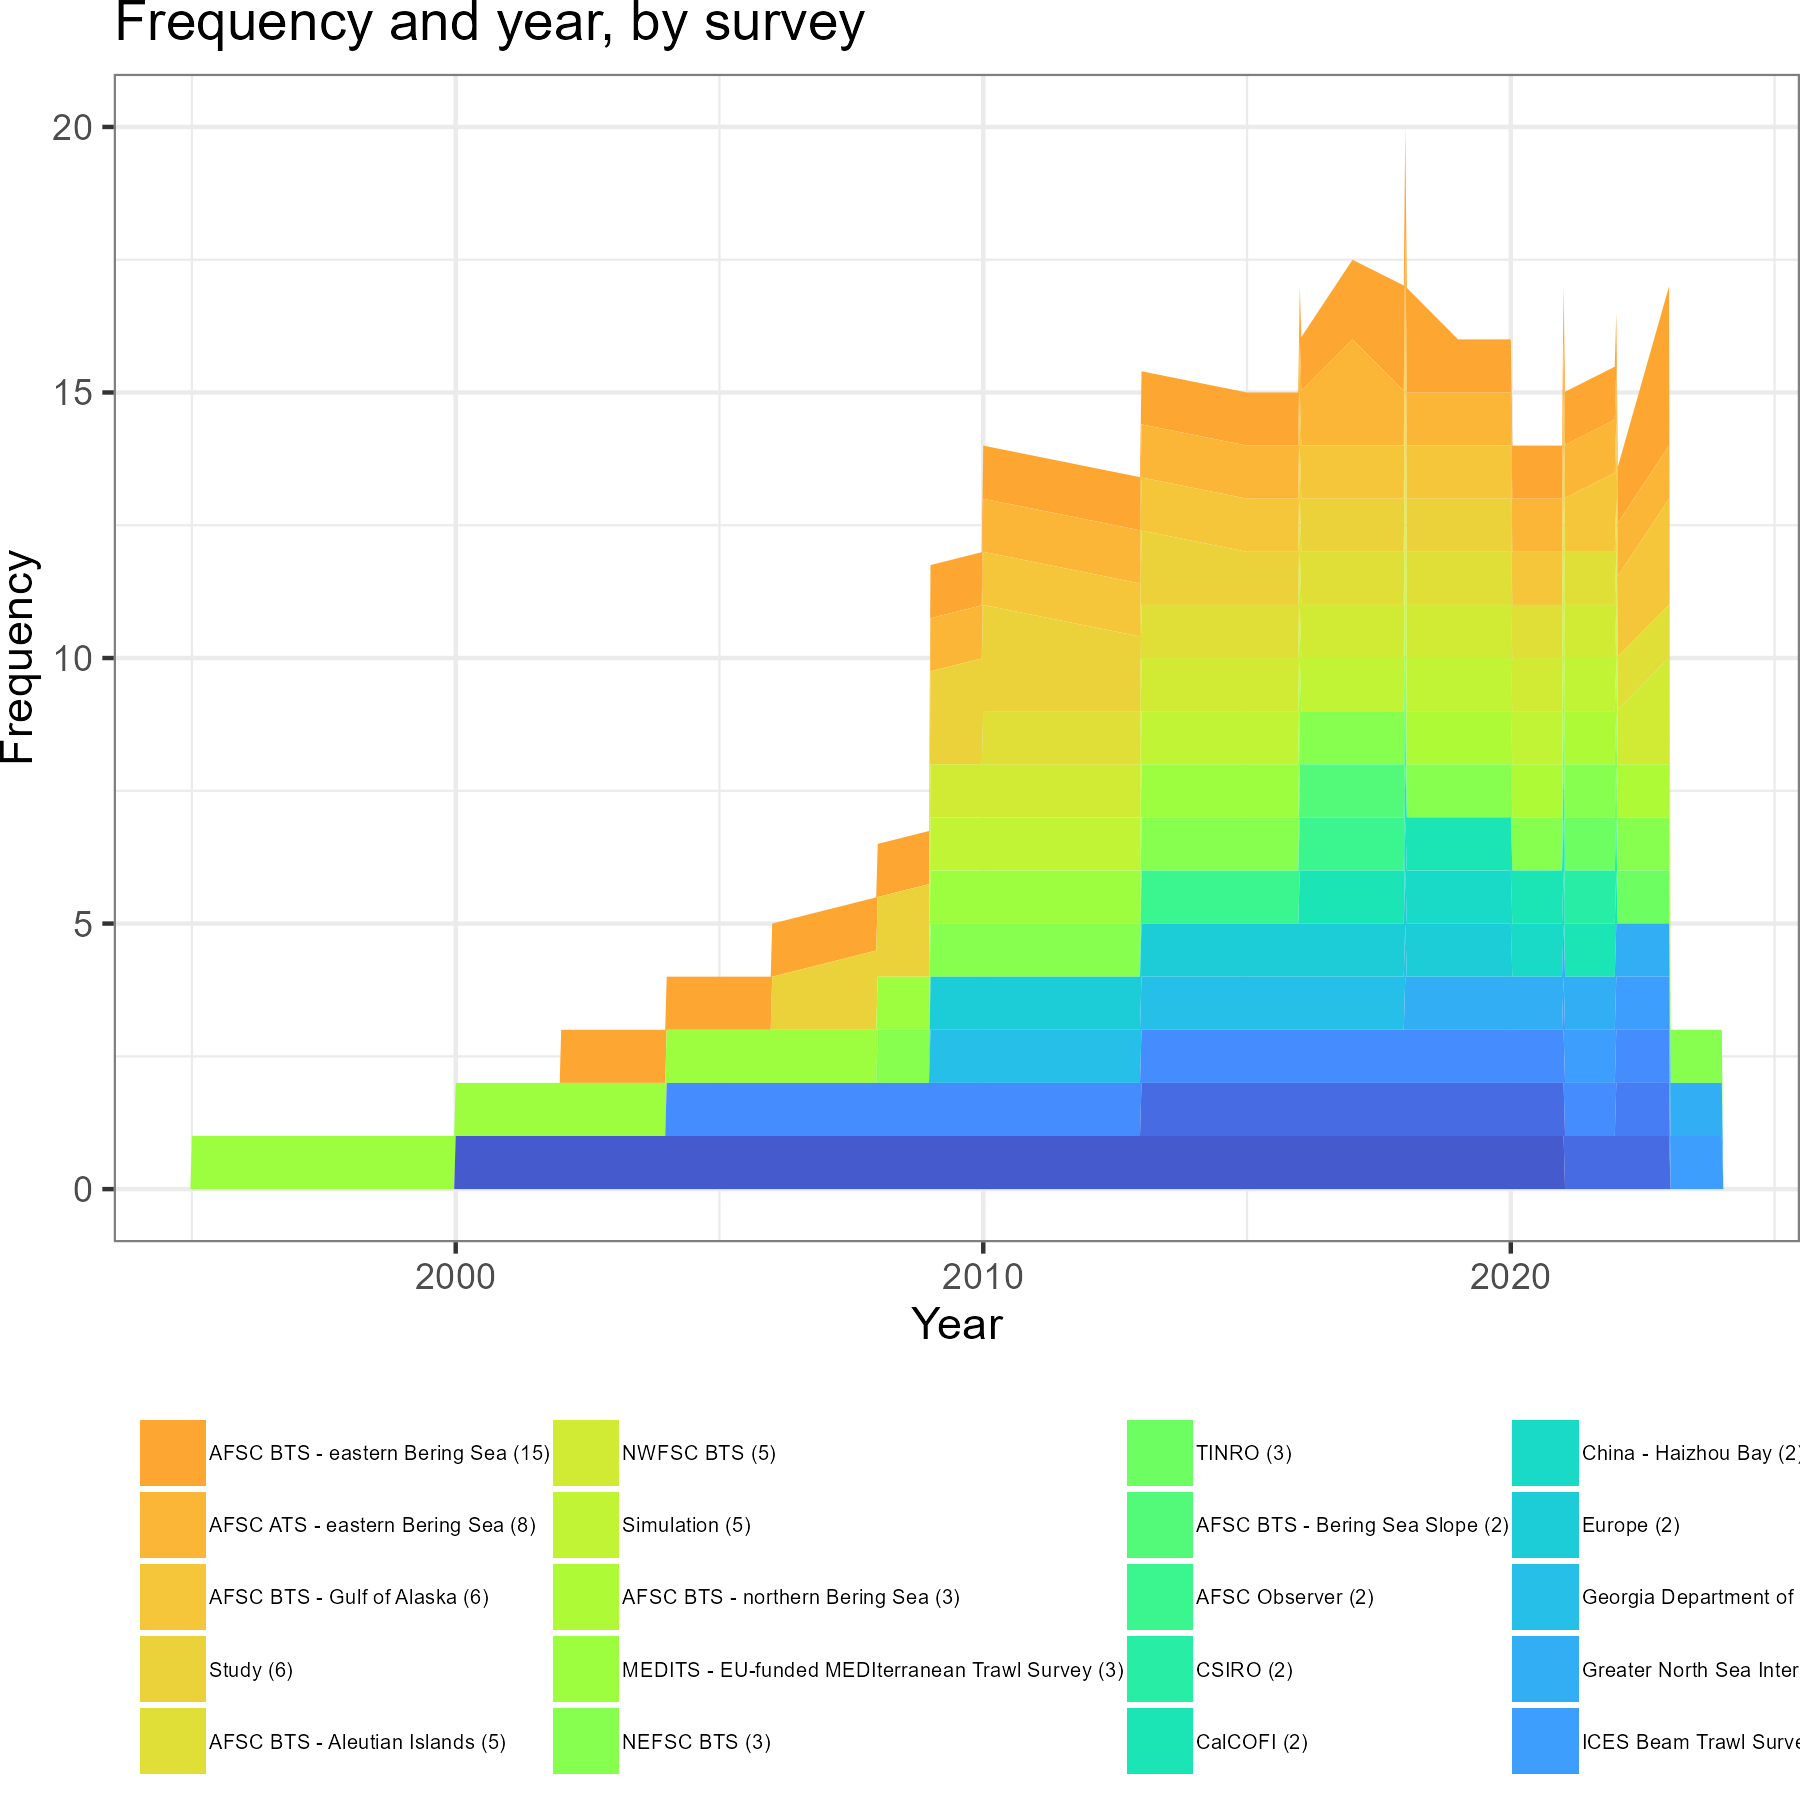 Frequency and year, by survey
Frequency
20
15
10
5
0
2000 2010 2020
Year
AFSC BTS - eastern Bering Sea (15)
AFSC ATS - eastern Bering Sea (8)
AFSC BTS - Gulf of Alaska (6)
Study (6)
AFSC BTS - Aleutian Islands (5)
NWFSC BTS (5)
Simulation (5)
AFSC BTS - northern Bering Sea (3)
MEDITS - EU-funded MEDIterranean Trawl Survey (3)
NEFSC BTS (3)
TINRO (3)
AFSC BTS - Bering Sea Slope (2)
AFSC Observer (2)
CSIRO (2)
CalCOFI (2)
China - Haizhou Bay (2)
Europe (2)
Georgia Department of
Greater North Sea
ICES Beam Trawl